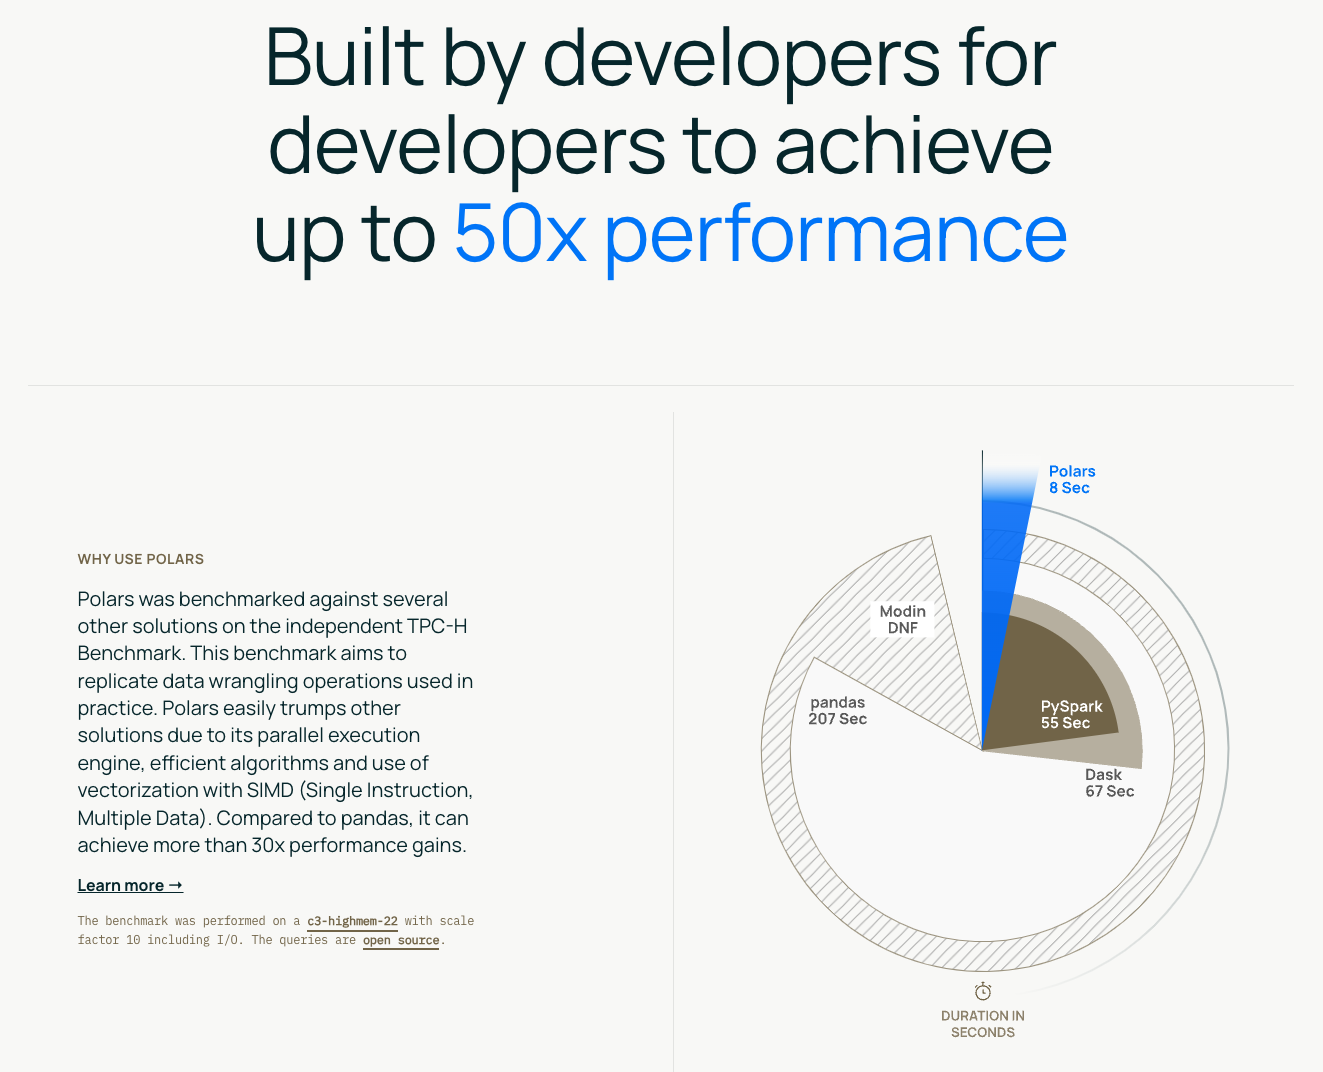 Built by developers for
developers to achieve
up to 50x performance
WHY USE POLARS
Polars was benchmarked against several
other solutions on the independent TPC-H
Benchmark. This benchmark aims to
replicate data wrangling operations used in
practice. Polars easily trumps other
solutions due to its parallel execution
engine, efficient algorithms and use of
vectorization with SIMD (Single Instruction,
Multiple Data). Compared to pandas, it can
achieve more than 30x performance gains.
Learn more →
The benchmark was performed on a c3-highmem-22 with scale
factor 10 including I/O. The queries are open source.
Polars
8 Sec
Modin
DNF
pandas
207 Sec
PySpark
55 Sec
Dask
67 Sec
DURATION IN
SECONDS